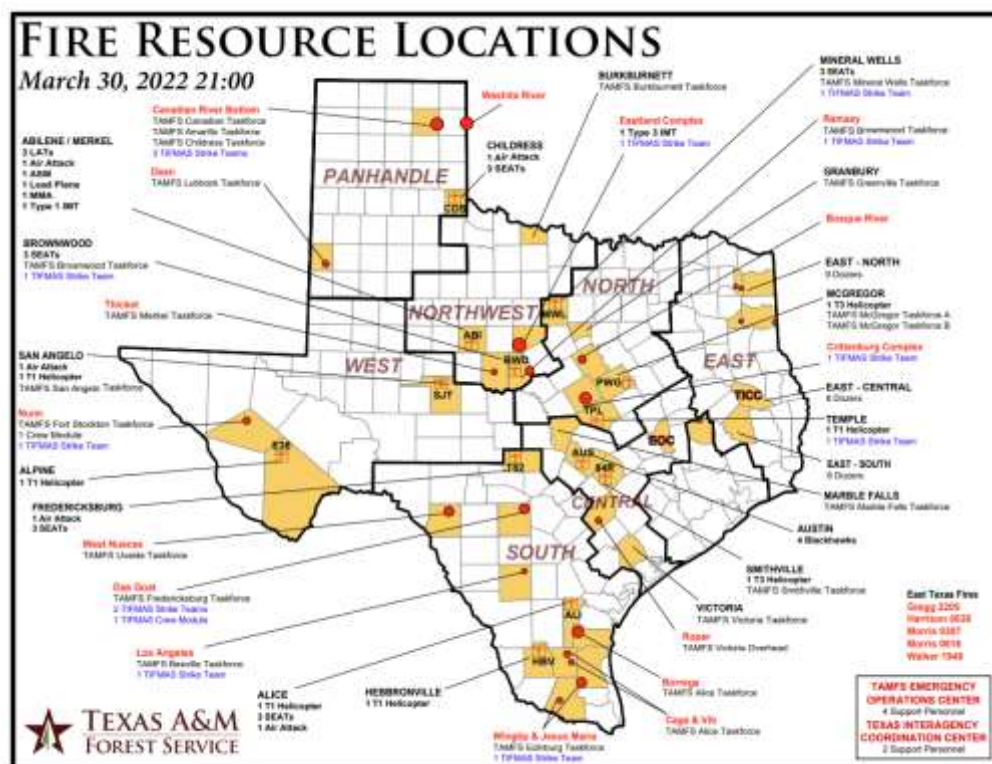 FIRE RESOURCE LOCATIONS
March 30, 2022 21:00
Canadian River Bottom
TAMFS Canadian Taskforce
TAMFS Amarillo Taskforce
TAMFS Childress Taskforce
3 TIFMAS Strike Teams
Washita River
BURKBURNETT
TAMFS Burkburnett Taskforce
MINERAL WELLS
3 SEATs
TAMFS Mineral Wells Taskforce
1 TIFMAS Strike Team
ABILENE / MERKEL
3 LATs
1 Air Attack
1 ASM
1 Lead Plane
1 MMA
1 Type 1 IMT
Dean
TAMFS Lubbock Taskforce
PANHANDLE
CHILDRESS
1 Air Attack
3 SEATs
CDS
Eastland Complex
1 Type 3 IMT
1 TIFMAS Strike Team
Ramsey
TAMFS Brownwood Taskforce
1 TIFMAS Strike Team
GRANBURY
TAMFS Greenville Taskforce
Bosque River
BROWNWOOD
3 SEATs
TAMFS Brownwood Taskforce
1 TIFMAS Strike Team
EAST - NORTH
9 Dozers
Thicket
TAMFS Merkel Taskforce
NORTHWEST
NORTH
MWL
MCGREGOR
1 T3 Helicopter
TAMFS McGregor Taskforce A
TAMFS McGregor Taskforce B
ABI
BWD
SAN ANGELO
1 Air Attack
1 T1 Helicopter
TAMFS San Angelo Taskforce
WEST
SJT
PWG
EAST
Crittenburg Complex
1 TIFMAS Strike Team
TPL
TICC
EAST - CENTRAL
6 Dozers
Nunn
TAMFS Fort Stockton Taskforce
1 Crew Module
1 TIFMAS Strike Team
E38
EOC
TEMPLE
1 T1 Helicopter
1 TIFMAS Strike Team
AUS
84R
T82
EAST - SOUTH
ALPINE
1 T1 Helicopter
MARBLE FALLS
TAMFS Marble Falls Taskforce
FREDERICKSBURG
1 Air Attack
3 SEATs
CENTRAL
AUSTIN
4 Blackhawks
West Nueces
TAMFS Uvalde Taskforce
SOUTH
SMITHVILLE
1 T3 Helicopter
TAMFS Smithville Taskforce
Das Goat
TAMFS Fredericksburg Taskforce
2 TIFMAS Strike Teams
1 TIFMAS Crew Module
VICTORIA
TAMFS Victoria Taskforce
East Texas Fires
Gregg 2209
Morris 0387
Walker 1949
Roper
TAMFS Victoria Overhead
ALI
Los Angeles
TAMFS Beeville Taskforce
1 TIFMAS Strike Team
HBV
ALICE
1 T1 Helicopter
3 SEATs
1 Air Attack
HEBBRONVILLE
1 T1 Helicopter
Borrega
TAMFS Alice Taskforce
TAMFS Alice Taskforce
Wright & Jesus Maria
TAMFS Edinburg Taskforce
1 TIFMAS Strike Team
TEXAS A&M
FOREST SERVICE
TAMFS EMERGENCY
OPERATIONS CENTER
4 Support Personnel
TEXAS INTERAGENCY
COORDINATION CENTER
2 Support Personnel